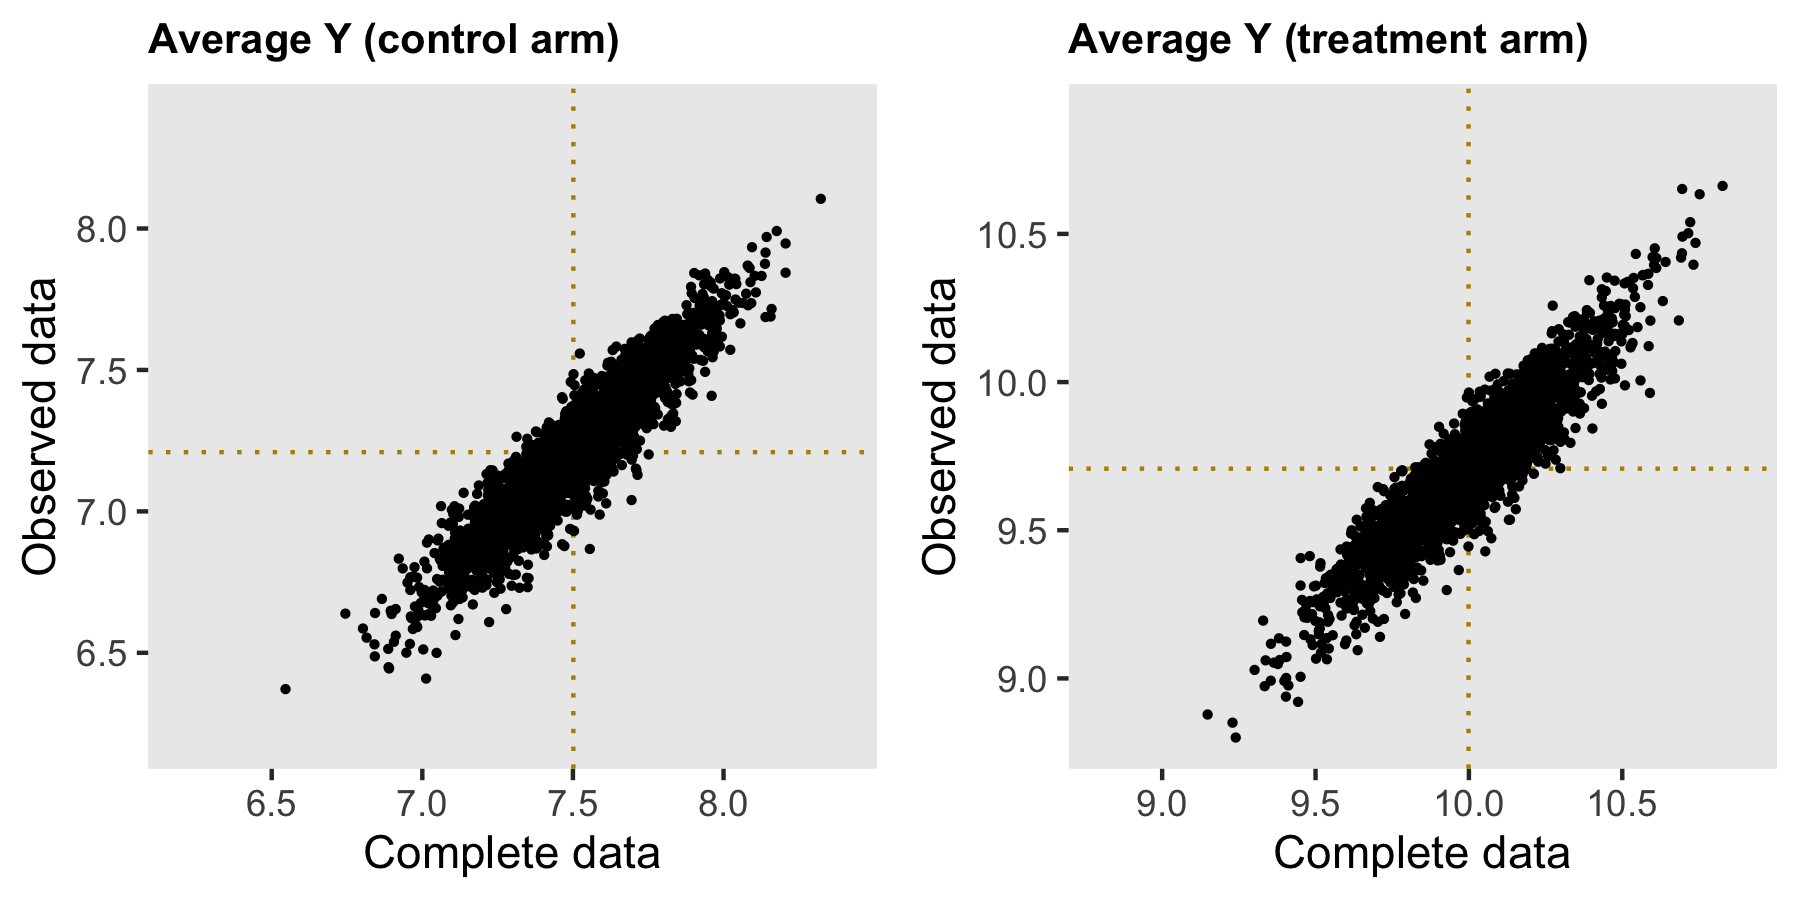 Average Y (control arm)
Observed data
8.0
7.5
7.0
6.5
6.5 7.0 7.5 8.0
Complete data
Average Y (treatment arm)
Observed data
10.5
10.0
9.5
9.0
9.0 9.5 10.0 10.5
Complete data